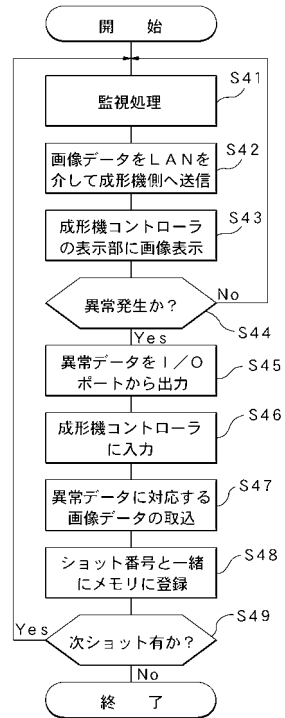 開　始
監視処理
S41
画像データをLANを
介して成形機側へ送信
S42
成形機コントローラ
の表示部に画像表示
S43
異常発生か?
No
S44
Yes
異常データをI/O
ポートから出力
S45
成形機コントローラ
に入力
S46
異常データに対応する
画像データの取込
S47
ショット番号と一緒
にメモリに登録
S48
次ショット有か?
S49
Yes
No
終　了